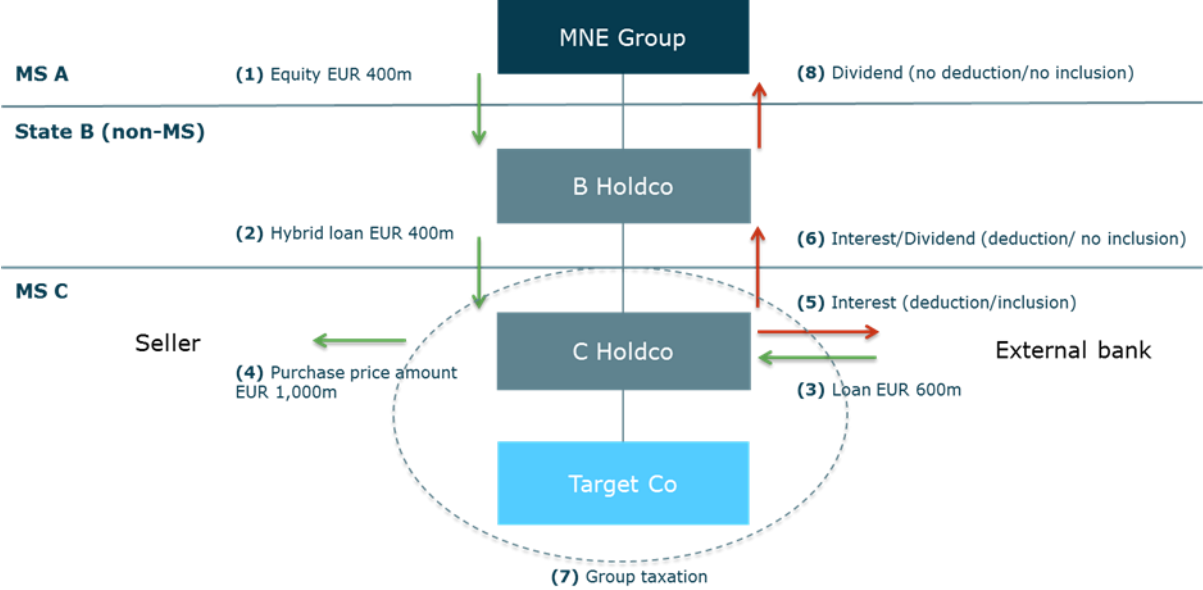 MNE Group
MS A
(1) Equity EUR 400m
(8) Dividend (no deduction/no inclusion)
State B (non-MS)
B Holdco
(2) Hybrid loan EUR 400m
(6) Interest/Dividend (deduction/ no inclusion)
MS C
(5) Interest (deduction/inclusion)
Seller
C Holdco
External bank
(4) Purchase price amount
EUR 1,000m
(3) Loan EUR 600m
Target Co
(7) Group taxation